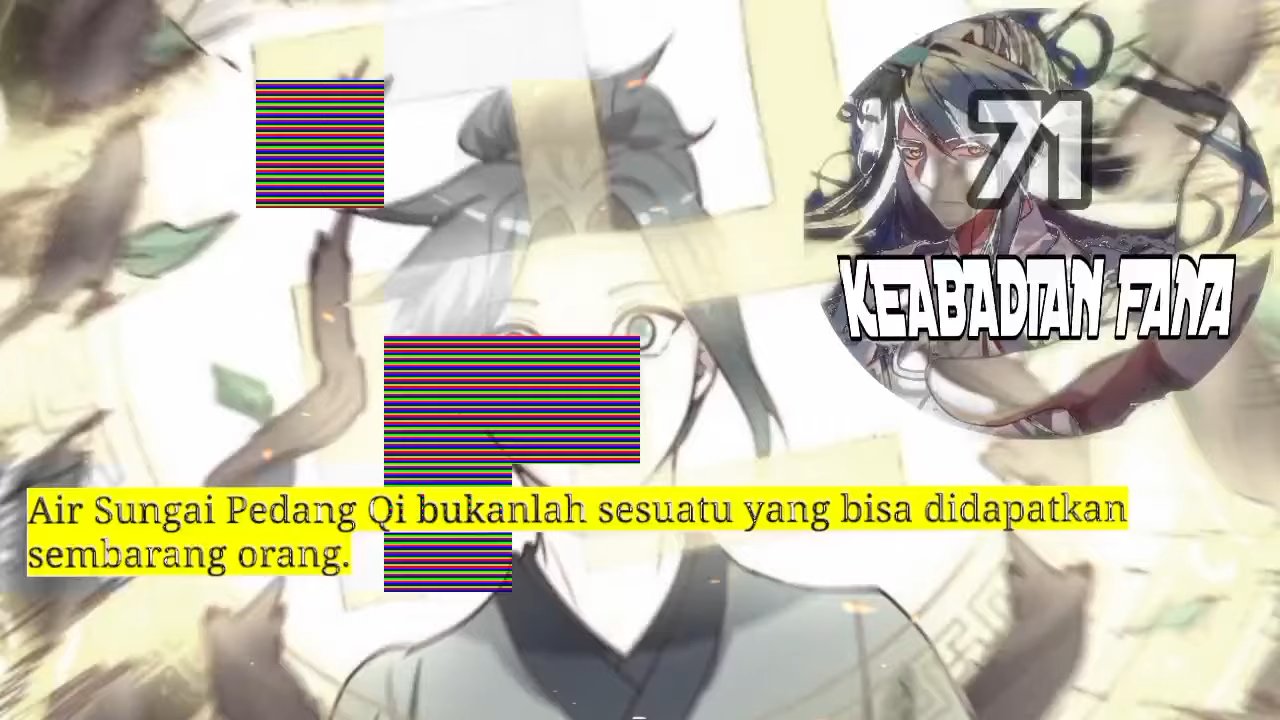 71
KEABADIAN FANA
Air Sungai Pedang Qi bukanlah sesuatu yang bisa didapatkan
sembarang orang.